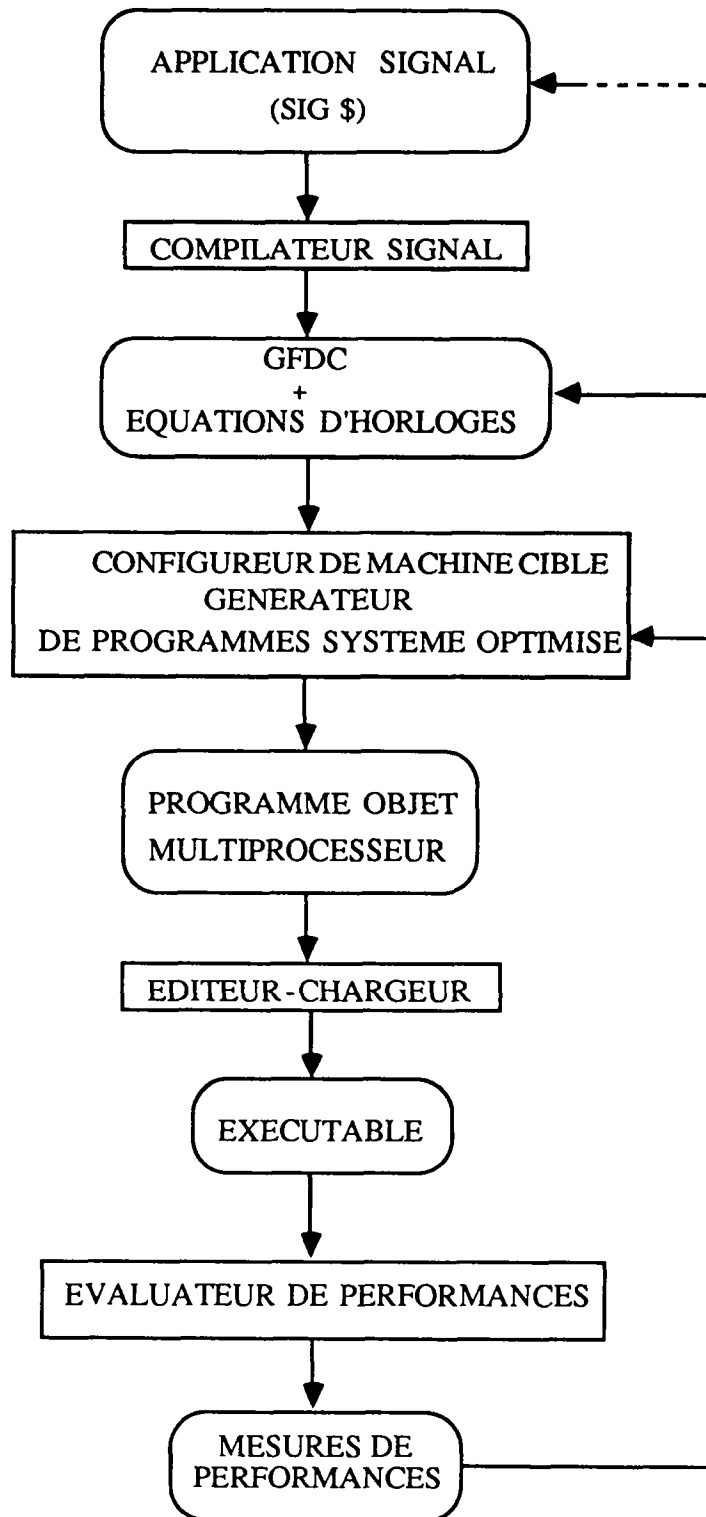 APPLICATION SIGNAL
(SIG $)
COMPILATEUR SIGNAL
GFDC
+
EQUATIONS D'HORLOGES
CONFIGUREUR DE MACHINE CIBLE
GENERATEUR
DE PROGRAMMES SYSTEME OPTIMISE
PROGRAMME OBJET
MULTIPROCESSEUR
EDITEUR-CHARGEUR
EXECUTABLE
EVALUATEUR DE PERFORMANCES
MESURES DE
PERFORMANCES